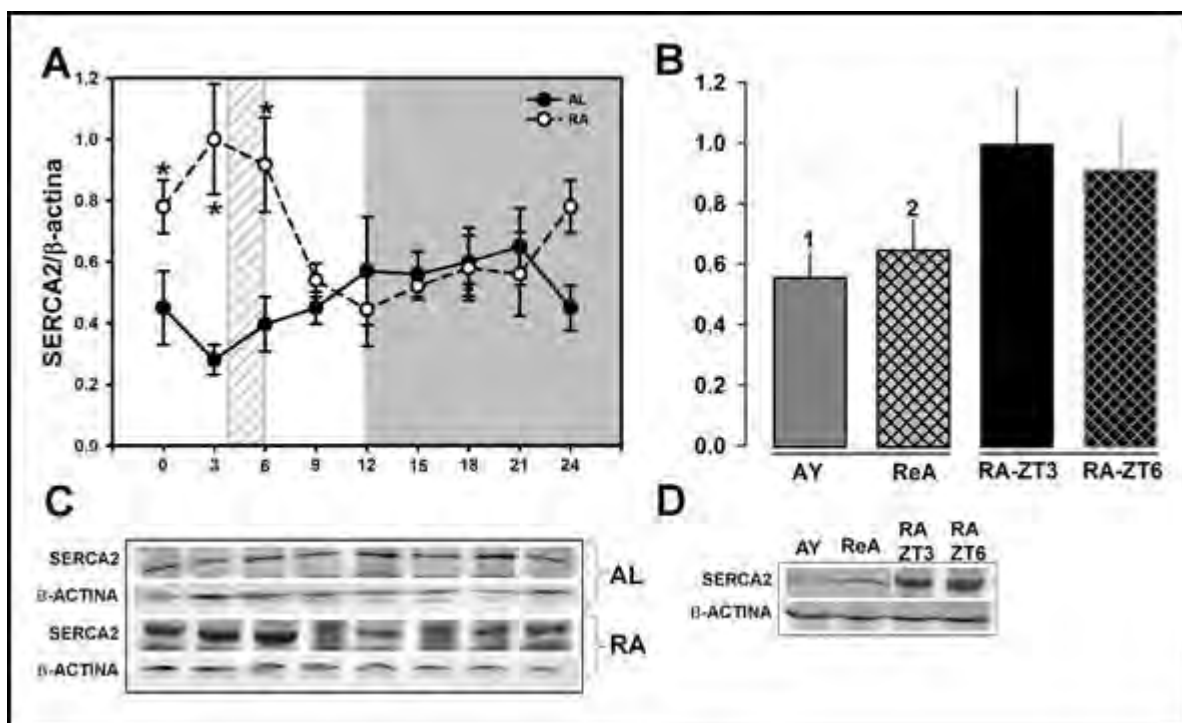 A
B
SERCA2/β-actina
1.2
1.0
0.8
0.6
0.4
0.2
0.0
AL
RA
*
*
*
0 3 6 9 12 15 18 21 24
1.2
1.0
0.8
0.6
0.4
0.2
0.0
1
2
AY ReA RA-ZT3 RA-ZT6
C
SERCA2
β-ACTINA
AL
SERCA2
β-ACTINA
RA
D
AY ReA RA ZT3 RA ZT6
SERCA2
β-ACTINA